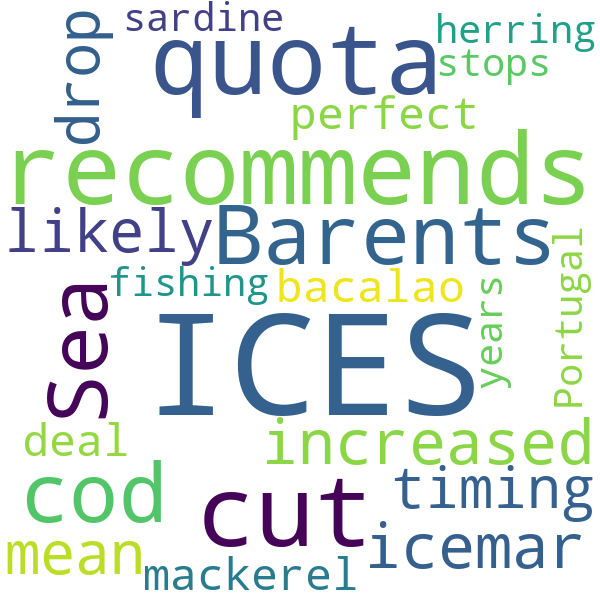 sardine
herring
drop
quota
stops
perfect
recommends
likely
Barents
fishing
bacalao
Sea
ICES
years
Portugal
deal
increased
cod
cut
timing
mean
icemar
mackerel